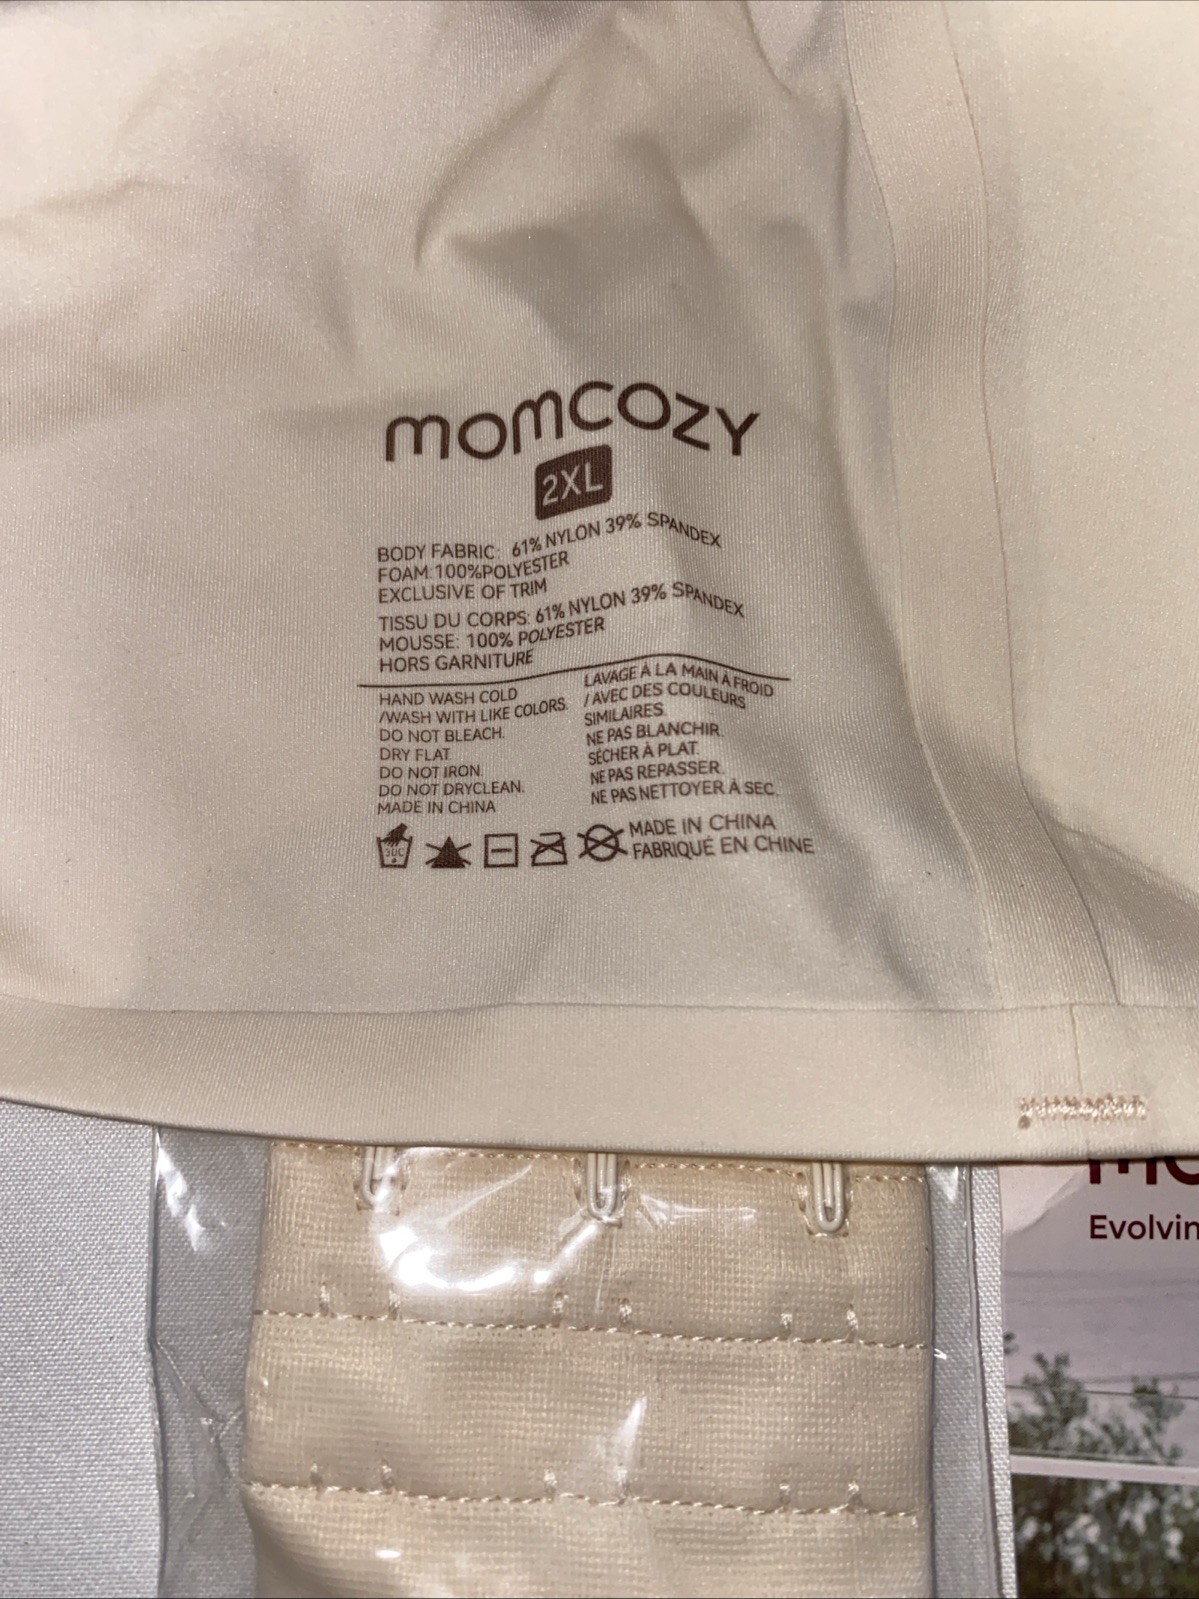 momcozy
2XL
BODY FABRIC: 61% NYLON 39% SPANDEX
FOAM:100%POLYESTER
EXCLUSIVE OF TRIM
TISSU DU CORPS: 61% NYLON 39% SPANDEX
MOUSSE: 100% POLYESTER
HORS GARNITURE
HAND WASH COLD
/WASH WITH LIKE COLORS.
DO NOT BLEACH.
DRY FLAT.
DO NOT IRON.
DO NOT DRYCLEAN.
MADE IN CHINA
LAVAGE À LA MAIN À FROID
/AVEC DES COULEURS
SIMILAIRES.
NE PAS BLANCHIR.
SÉCHER À PLAT.
NE PAS REPASSER.
NE PAS NETTOYER À SEC.
30C
MADE IN CHINA
FABRIQUÉ EN CHINE
Evolvin